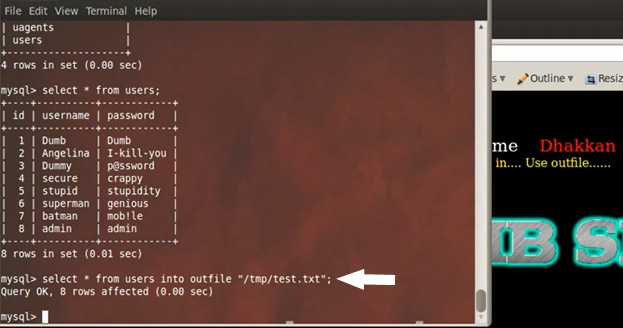 File Edit View Terminal Help
| uagents            |
| users              |
+--------------------+
4 rows in set (0.00 sec)
mysql> select * from users;
+----+----------+------------+
| id | username | password   |
+----+----------+------------+
|  1 | Dumb     | Dumb       |
|  2 | Angelina | I-kill-you |
|  3 | Dummy    | p@ssword   |
|  4 | secure   | crappy     |
|  5 | stupid   | stupidity  |
|  6 | superman | genious    |
|  7 | batman   | mob!le     |
|  8 | admin    | admin      |
+----+----------+------------+
8 rows in set (0.01 sec)
mysql> select * from users into outfile "/tmp/test.txt";
Query OK, 8 rows affected (0.00 sec)
mysql>
s Outline Resiz
me Dhakkan
in.... Use outfile......
IB S